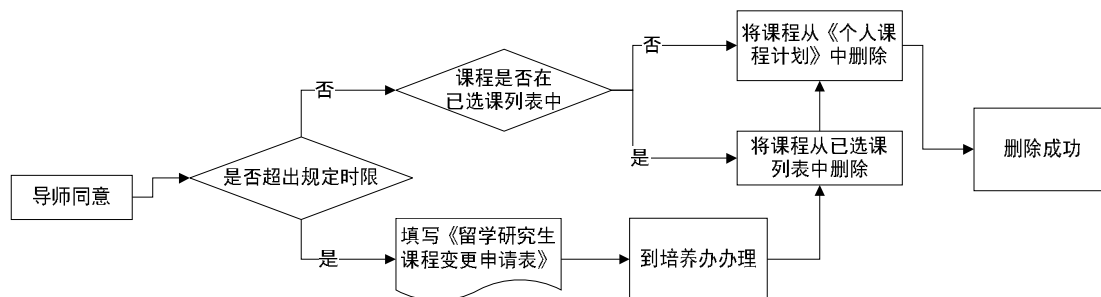 导师同意
是否超出规定时限
否
课程是否在
已选课列表中
否
将课程从《个人课
程计划》中删除
是
将课程从已选课
列表中删除
删除成功
是
填写《留学研究生
课程变更申请表》
到培养办办理